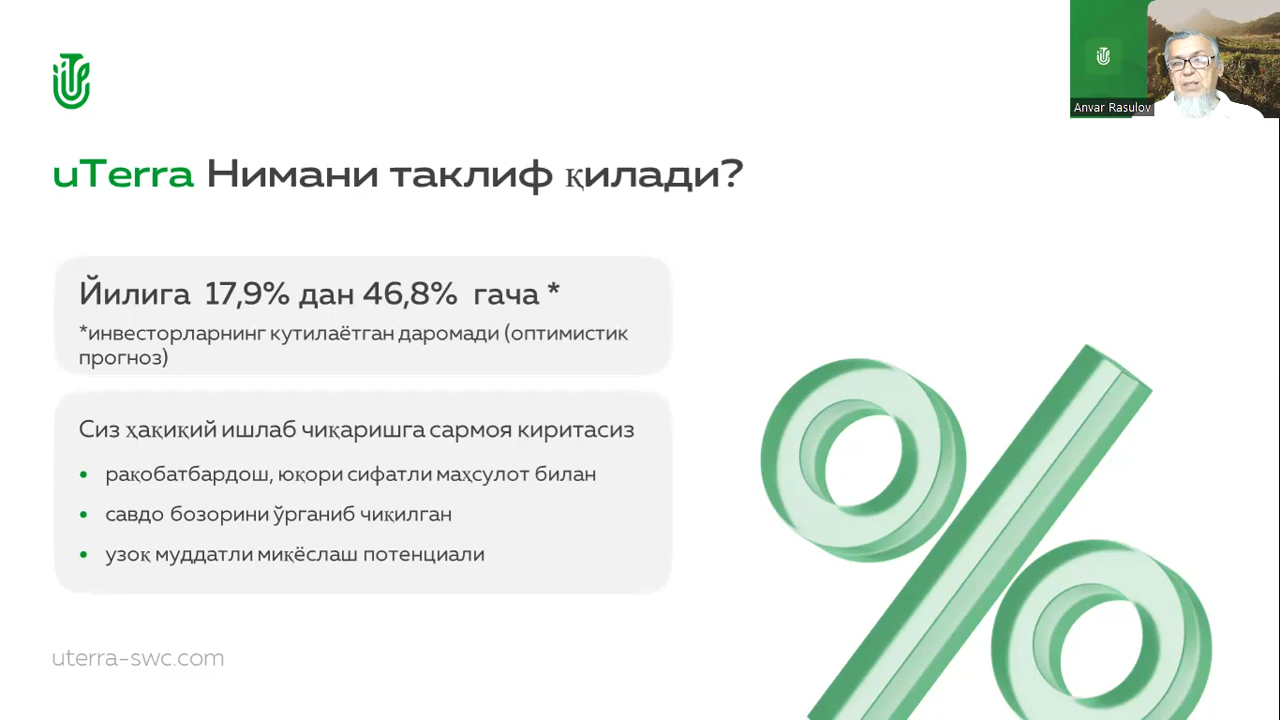 Anvar Rasulov
uTerra Нимани таклиф қилади?
Йилига 17,9% дан 46,8% гача *
*инвесторларнинг кутилаётган даромади (оптимистик
прогноз)
Сиз ҳақиқий ишлаб чиқаришга сармоя киритасиз
• рақобатбардош, юқори сифатли маҳсулот билан
• савдо бозорини ўрганиб чиқилган
• узоқ муддатли миқёслаш потенциали
uterra-swc.com